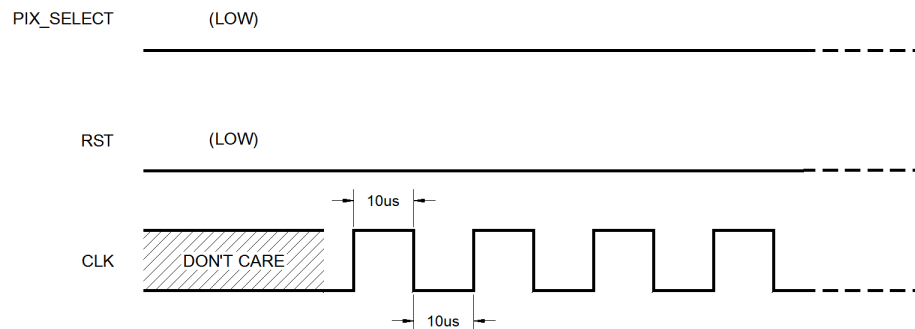 PIX_SELECT (LOW)
RST (LOW)
10us
CLK DON'T CARE
10us